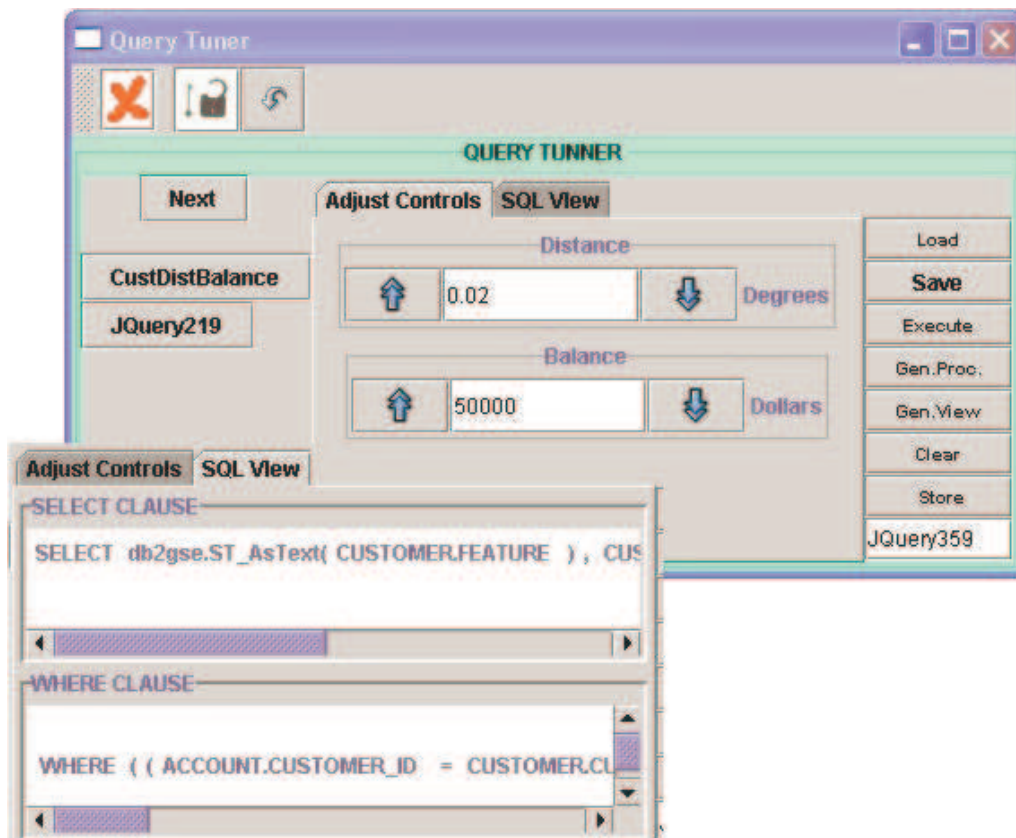 Query Tuner
QUERY TUNNER
Next
Adjust Controls SQL View
Distance
0.02 Degrees
Balance
50000 Dollars
CustDistBalance
JQuery219
Load
Save
Execute
Gen.Proc.
Gen.View
Clear
Store
JQuery359
Adjust Controls SQL View
SELECT CLAUSE
SELECT db2gse.ST_AsText( CUSTOMER.FEATURE ) , CUS
WHERE CLAUSE
WHERE ( ( ACCOUNT.CUSTOMER_ID = CUSTOMER.CU